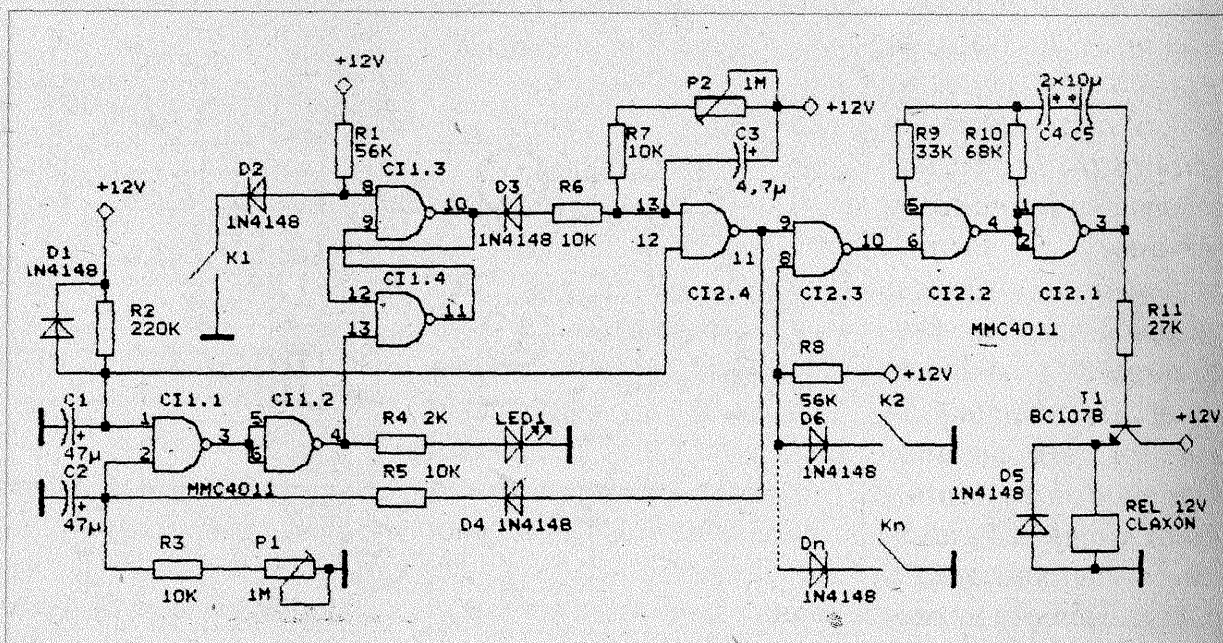 +12V
R1
56K
D2
1N4148
K1
+12V
D1
1N4148
R2
220K
CI1.3
8
9
10
CI1.4
12
13
11
D3
1N4148
R6
10K
R7
10K
P2
1M
+12V
C3
+
4,7µ
13
12
11
CI2.4
9
8
10
CI2.3
R9
33K
R10
68K
2x10µ
+ +
C4 C5
5
6
4
CI2.2
1
2
3
CI2.1
MMC4011
R11
27K
R8
56K
+12V
D6
1N4148
K2
Dn
1N4148
Kn
T1
BC107B
+12V
D5
1N4148
REL 12V
CLAXON
C1
+
47µ
C2
+
47µ
CI1.1
1
2
3
CI1.2
5
6
4
MMC4011
R4 2K
LED1
R5 10K
D4 1N4148
R3
10K
P1
1M